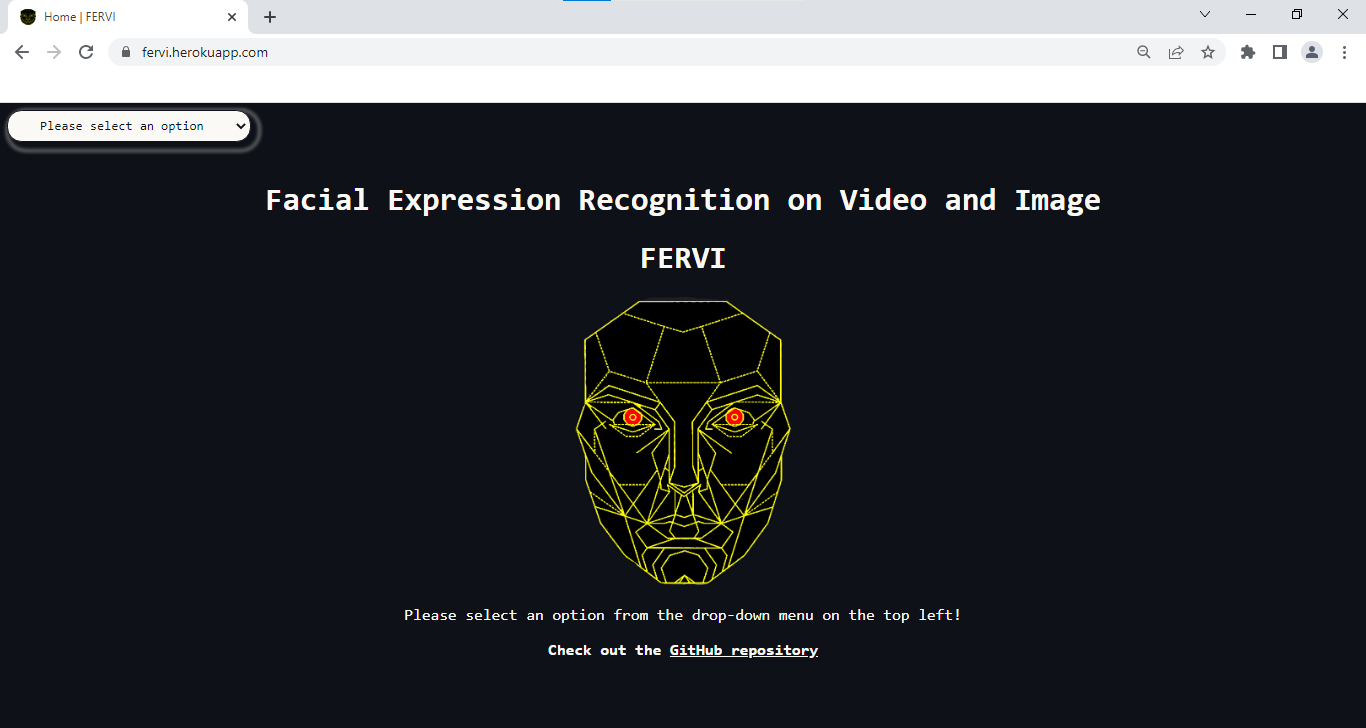 Home | FERVI
fervi.herokuapp.com
Please select an option
Facial Expression Recognition on Video and Image
FERVI
Please select an option from the drop-down menu on the top left!
Check out the GitHub repository